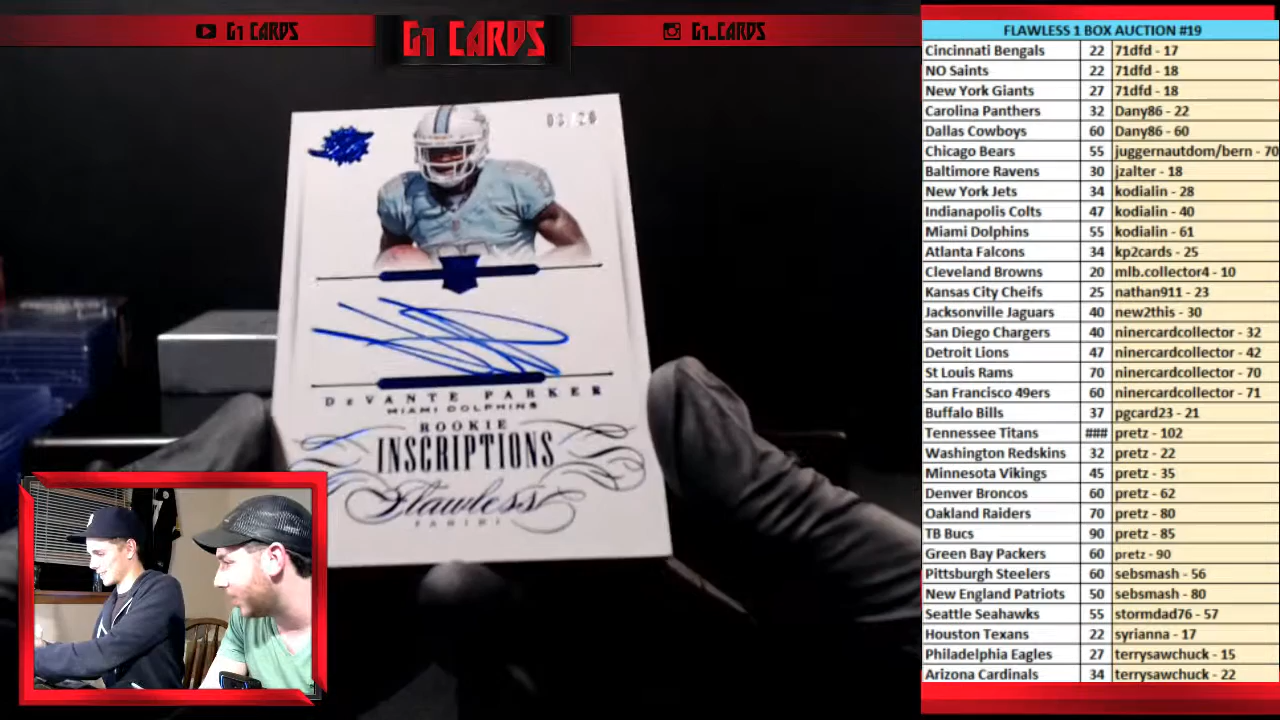 G1 CARDS
G1 CARDS
G1_CARDS
DeVANTE PARKER
MIAMI DOLPHINS
ROOKIE
INSCRIPTIONS
Flawless
PANINI
FLAWLESS 1 BOX AUCTION #19
Cincinnati Bengals 22 71dfd - 17
NO Saints 22 71dfd - 18
New York Giants 27 71dfd - 18
Carolina Panthers 32 Dany86 - 22
Dallas Cowboys 60 Dany86 - 60
Chicago Bears 55 juggernautdom/bern - 70
Baltimore Ravens 30 jzalter - 18
New York Jets 34 kodialin - 28
Indianapolis Colts 47 kodialin - 40
Miami Dolphins 55 kodialin - 61
Atlanta Falcons 34 kp2cards - 25
Cleveland Browns 20 mlb.collector4 - 10
Kansas City Cheifs 25 nathan911 - 23
Jacksonville Jaguars 40 new2this - 30
San Diego Chargers 40 ninercardcollector - 32
Detroit Lions 47 ninercardcollector - 42
St Louis Rams 70 ninercardcollector - 70
San Francisco 49ers 60 ninercardcollector - 71
Buffalo Bills 37 pgcard23 - 21
Tennessee Titans ### pretz - 102
Washington Redskins 32 pretz - 22
Minnesota Vikings 45 pretz - 35
Denver Broncos 60 pretz - 62
Oakland Raiders 70 pretz - 80
TB Bucs 90 pretz - 85
Green Bay Packers 60 pretz - 90
Pittsburgh Steelers 60 sebsmash - 56
New England Patriots 50 sebsmash - 80
Seattle Seahawks 55 stormdad76 - 57
Houston Texans 22 syrianna - 17
Philadelphia Eagles 27 terrysawchuck - 15
Arizona Cardinals 34 terrysawchuck - 22